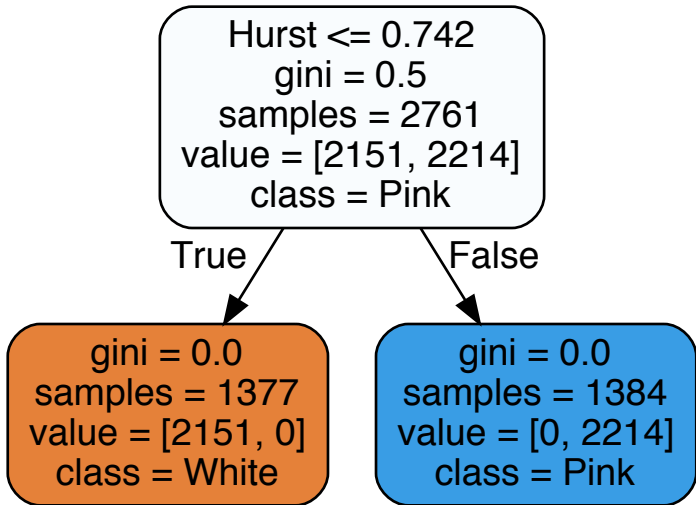 Hurst <= 0.742
gini = 0.5
samples = 2761
value = [2151, 2214]
class = Pink
True
False
gini = 0.0
samples = 1377
value = [2151, 0]
class = White
gini = 0.0
samples = 1384
value = [0, 2214]
class = Pink